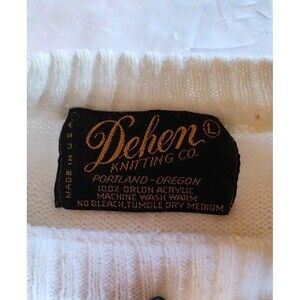 Dehen
L
KNITTING CO.
PORTLAND - OREGON
100% ORLON ACRYLIC
MACHINE WASH WARM
NO BLEACH, TUMBLE DRY MEDIUM
MADE IN U.S.A.